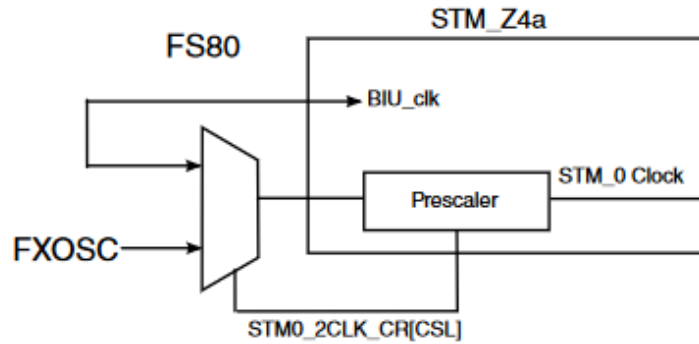 STM_Z4a
FS80
BIU_clk
STM_0 Clock
Prescaler
FXOSC
STM0_2CLK_CR[CSL]